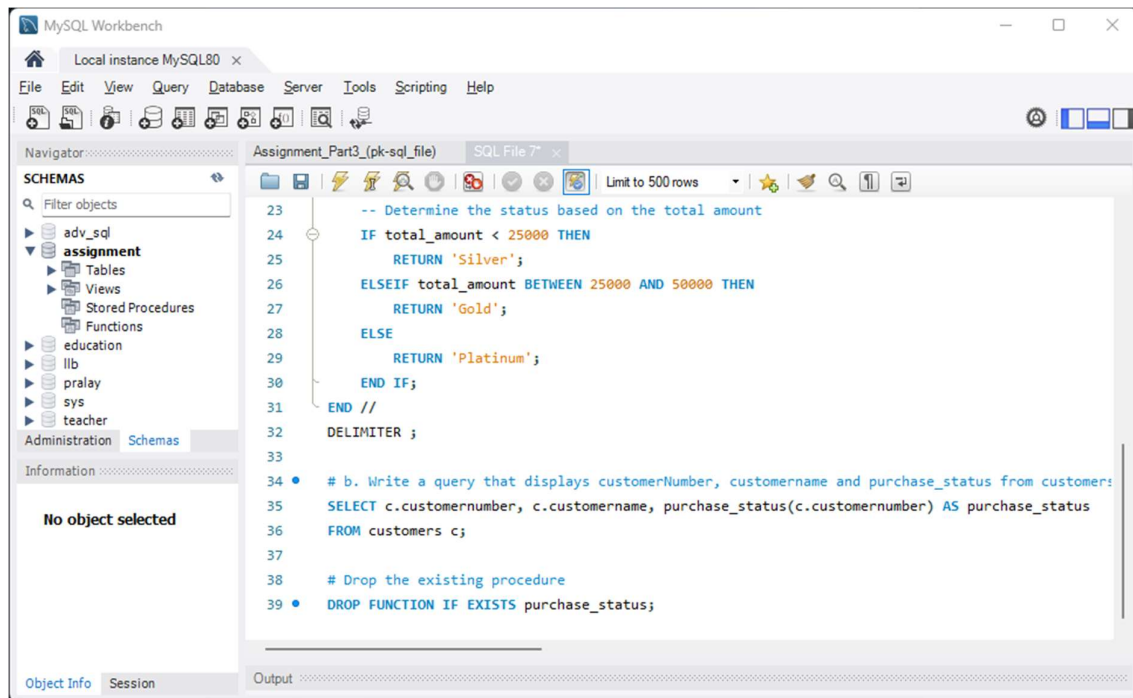 MySQL Workbench
Local instance MySQL80
File Edit View Query Database Server Tools Scripting Help
Navigator
SCHEMAS
Filter objects
adv_sql
assignment
Tables
Views
Stored Procedures
Functions
education
llb
pralay
sys
teacher
Administration Schemas
Information
No object selected
Object Info Session
Assignment_Part3_(pk-sql_file) SQL File 7*
Limit to 500 rows
23 -- Determine the status based on the total amount
24 IF total_amount < 25000 THEN
25 RETURN 'Silver';
26 ELSEIF total_amount BETWEEN 25000 AND 50000 THEN
27 RETURN 'Gold';
28 ELSE
29 RETURN 'Platinum';
30 END IF;
31 END //
32 DELIMITER ;
33
34 # b. Write a query that displays customerNumber, customername and purchase_status from customers
35 SELECT c.customernumber, c.customername, purchase_status(c.customernumber) AS purchase_status
36 FROM customers c;
37
38 # Drop the existing procedure
39 DROP FUNCTION IF EXISTS purchase_status;
Output